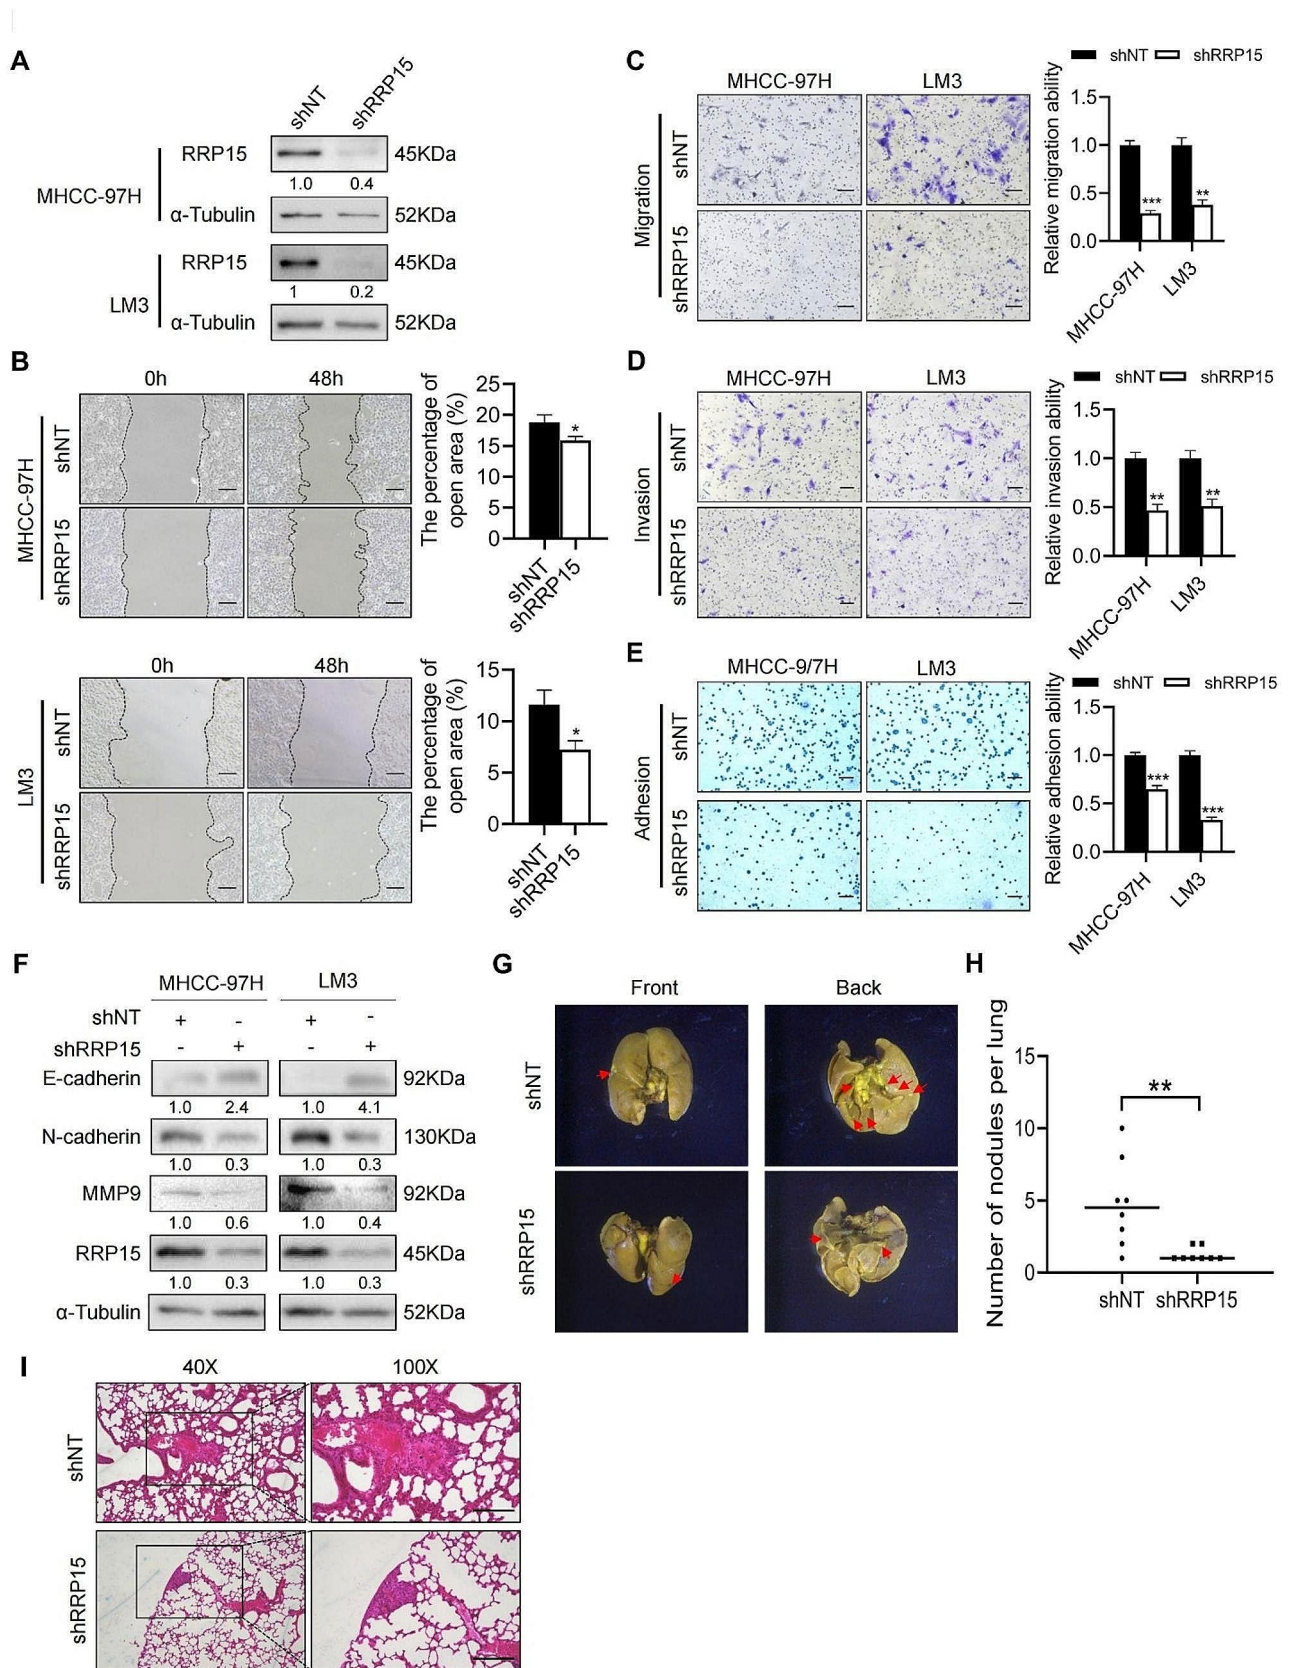 A
shNT
shRRP15
MHCC-97H
RRP15
45KDa
1.0 0.4
α-Tubulin
52KDa
LM3
RRP15
45KDa
1 0.2
α-Tubulin
52KDa
B
0h 48h
MHCC-97H
shNT
shRRP15
The percentage of
open area (%)
25
20
15
10
5
0
*
shNT
shRRP15
0h 48h
LM3
shNT
shRRP15
The percentage of
open area (%)
15
10
5
0
*
shNT
shRRP15
C
MHCC-97H LM3
Migration
shNT
shRRP15
shNT shRRP15
Relative migration ability
1.5
1.0
0.5
0.0
*** **
MHCC-97H
LM3
D
MHCC-97H LM3
Invasion
shNT
shRRP15
shNT shRRP15
Relative invasion ability
1.5
1.0
0.5
0.0
** **
MHCC-97H
LM3
E
MHCC-9/7H LM3
Adhesion
shNT
shRRP15
shNT shRRP15
Relative adhesion ability
1.5
1.0
0.5
0.0
*** ***
MHCC-97H
LM3
F
MHCC-97H LM3
shNT + - + -
shRRP15 - + - +
E-cadherin 92KDa
1.0 2.4 1.0 4.1
N-cadherin 130KDa
1.0 0.3 1.0 0.3
MMP9 92KDa
1.0 0.6 1.0 0.4
RRP15 45KDa
1.0 0.3 1.0 0.3
α-Tubulin 52KDa
G
Front Back
shNT
shRRP15
H
Number of nodules per lung
15
10
5
0
**
shNT shRRP15
I
40X 100X
shNT
shRRP15